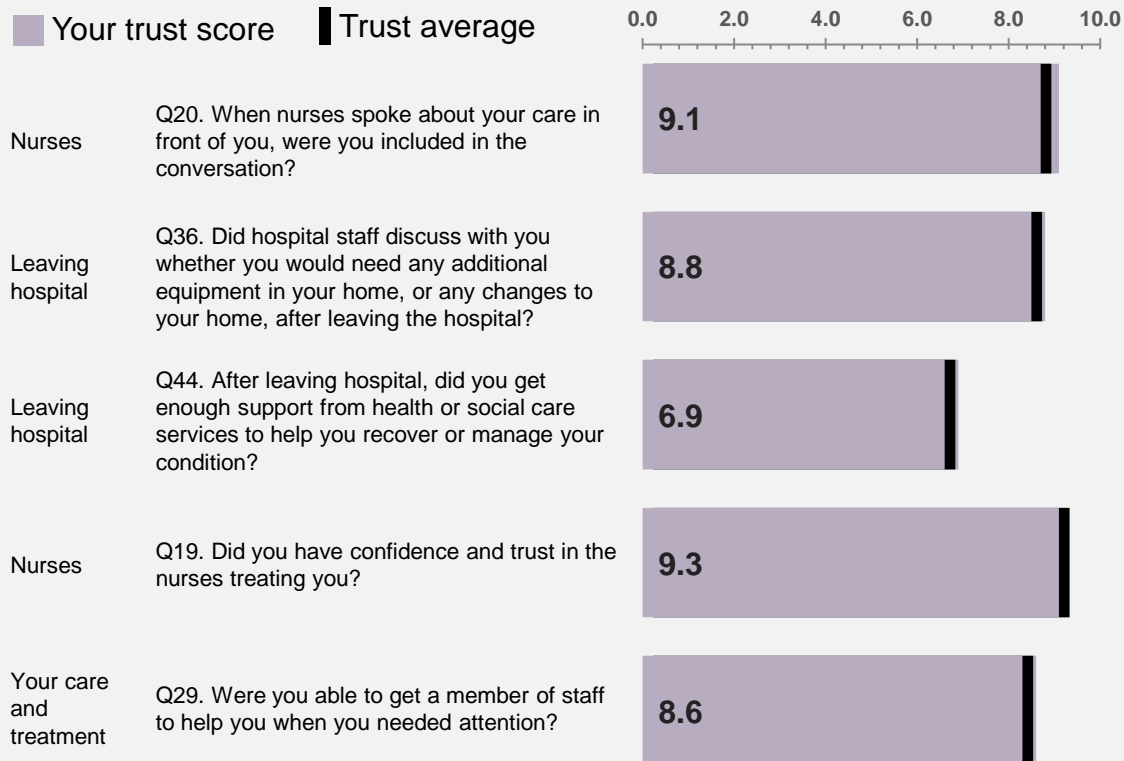 Your trust score
Trust average
0.0 2.0 4.0 6.0 8.0 10.0
Nurses
Q20. When nurses spoke about your care in
front of you, were you included in the
conversation?
9.1
Leaving
hospital
Q36. Did hospital staff discuss with you
whether you would need any additional
equipment in your home, or any changes to
your home, after leaving the hospital?
8.8
Leaving
hospital
Q44. After leaving hospital, did you get
enough support from health or social care
services to help you recover or manage your
condition?
6.9
Nurses
Q19. Did you have confidence and trust in the
nurses treating you?
9.3
Your care
and
treatment
Q29. Were you able to get a member of staff
to help you when you needed attention?
8.6